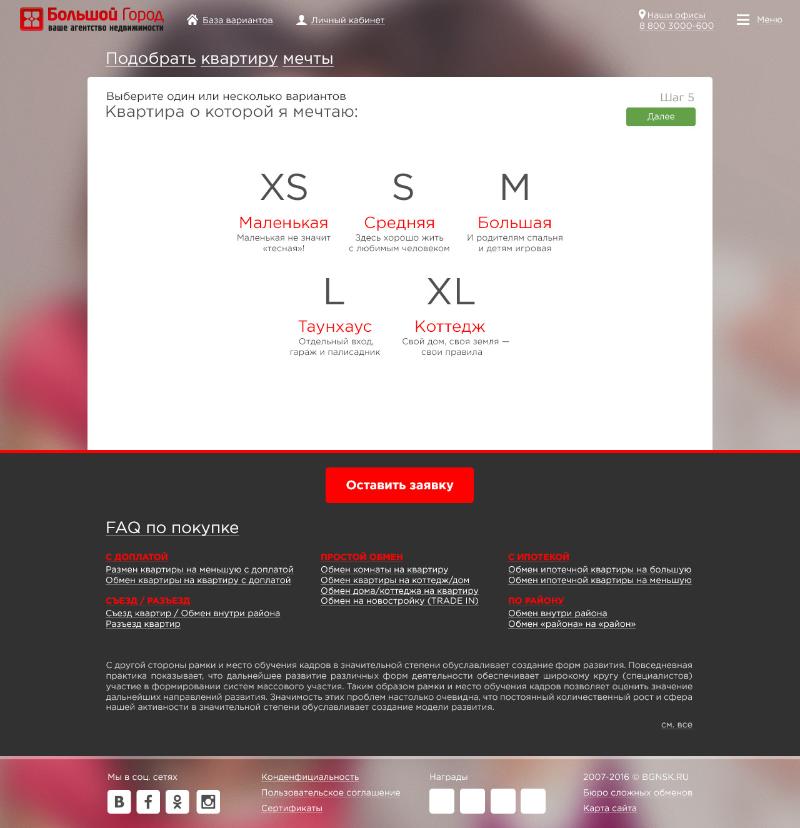 Большой Город
ваше агентство недвижимости
База вариантов
Личный кабинет
Наши офисы
8 800 3000-600
Меню
Подобрать квартиру мечты
Выберите один или несколько вариантов
Квартира о которой я мечтаю:
Шаг 5
Далее
XS
Маленькая
Маленькая не значит
«тесная»!
S
Средняя
Здесь хорошо жить
с любимым человеком
M
Большая
И родителям спальня
и детям игровая
L
Таунхаус
Отдельный вход,
гараж и палисадник
XL
Коттедж
Свой дом, своя земля —
свои правила
Оставить заявку
FAQ по покупке
С ДОПЛАТОЙ
Размен квартиры на меньшую с доплатой
Обмен квартиры на квартиру с доплатой
СЪЕЗД / РАЗЪЕЗД
Съезд квартир / Обмен внутри района
Разъезд квартир
ПРОСТОЙ ОБМЕН
Обмен комнаты на квартиру
Обмен квартиры на коттедж/дом
Обмен дома/коттеджа на квартиру
Обмен на новостройку (TRADE IN)
С ИПОТЕКОЙ
Обмен ипотечной квартиры на большую
Обмен ипотечной квартиры на меньшую
ПО РАЙОНУ
Обмен внутри района
Обмен «района» на «район»
С другой стороны рамки и место обучения кадров в значительной степени обуславливает создание форм развития. Повседневная
практика показывает, что дальнейшее развитие различных форм деятельности обеспечивает широкому кругу (специалистов)
участие в формировании систем массового участия. Таким образом рамки и место обучения кадров позволяет оценить значение
дальнейших направлений развития. Значимость этих проблем настолько очевидна, что постоянный количественный рост и сфера
нашей активности в значительной степени обуславливает создание модели развития.
см. все
Мы в соц. сетях
Конденфициальность
Пользовательское соглашение
Сертификаты
Награды
2007-2016 © BGNSK.RU
Бюро сложных обменов
Карта сайта